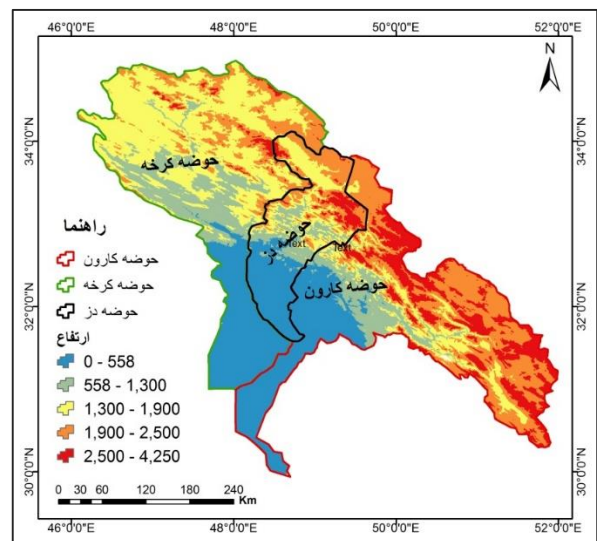 46°0'0"E 48°0'0"E 50°0'0"E 52°0'0"E
N
34°0'0"N 34°0'0"N
حوضه کرخه
حوضه دز
Text Text
راهنما
حوضه کارون
حوضه کارون
32°0'0"N 32°0'0"N
حوضه کرخه
حوضه دز
ارتفاع
0 - 558
558 - 1,300
1,300 - 1,900
1,900 - 2,500
2,500 - 4,250
30°0'0"N 30°0'0"N
0 30 60 120 180 240
Km
46°0'0"E 48°0'0"E 50°0'0"E 52°0'0"E